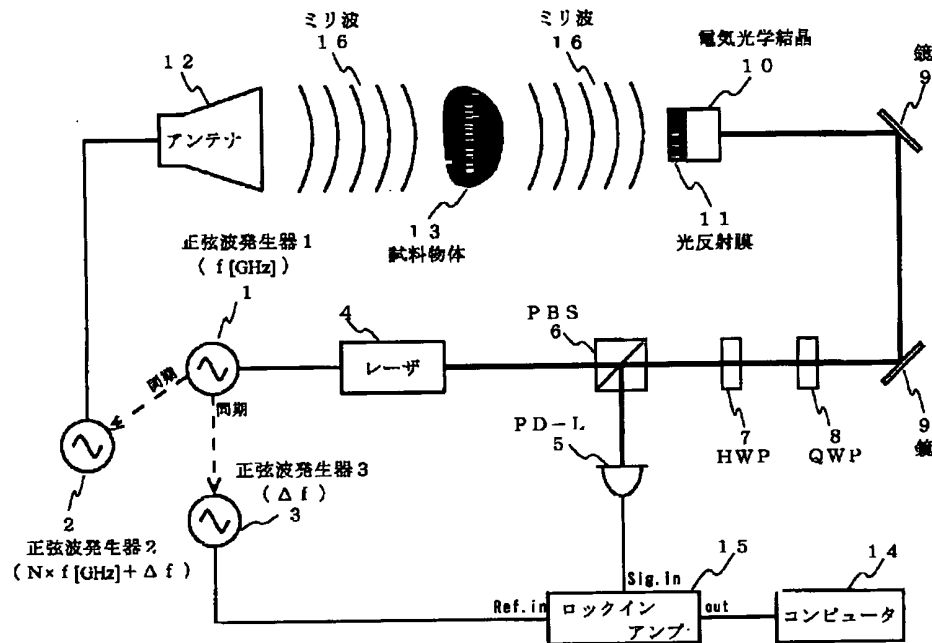 ミリ波
16
ミリ波
16
電気光学結晶
10
鏡
9
12
アンテナ
11
光反射膜
13
試料物体
正弦波発生器1
(f[GHz])
1
4
レーザ
PBS
6
同期
同期
PD-L
5
7
HWP
8
QWP
9
鏡
2
正弦波発生器2
(N×f[GHz]+Δf)
正弦波発生器3
(Δf)
3
15
14
Sig.in
Ref.in
ロックイン
アンプ
out
コンピュータ